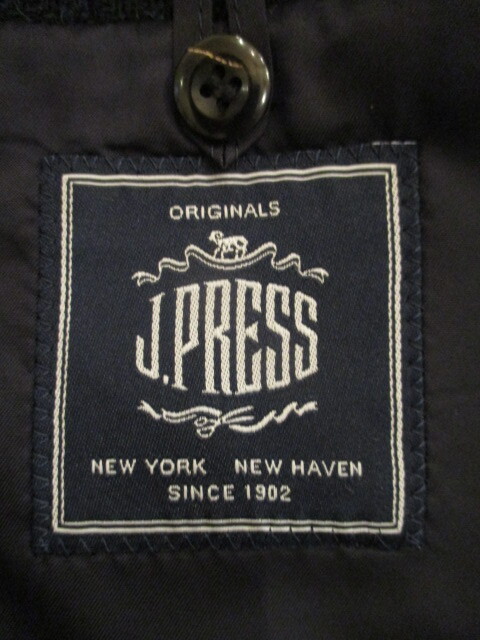 ORIGINALS
J.PRESS
NEW YORK NEW HAVEN
SINCE 1902